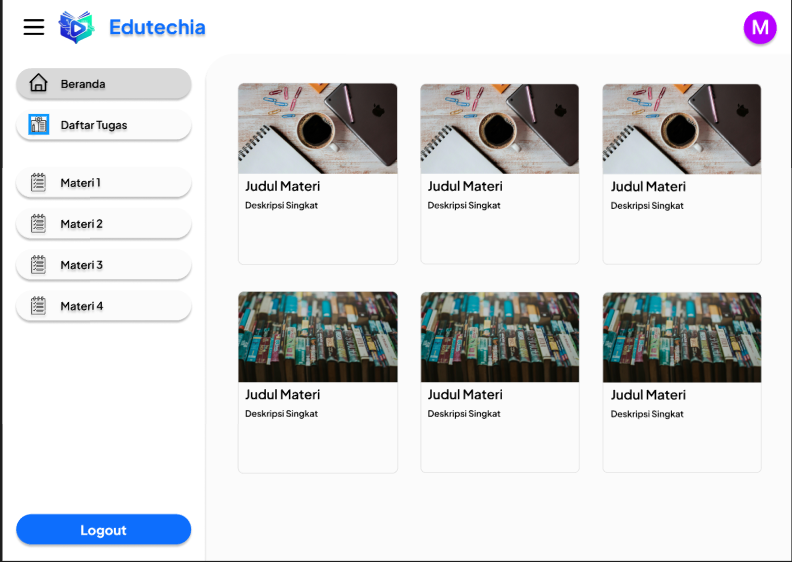 Edutechia
M
Beranda
Daftar Tugas
Materi 1
Materi 2
Materi 3
Materi 4
Logout
Judul Materi
Deskripsi Singkat
Judul Materi
Deskripsi Singkat
Judul Materi
Deskripsi Singkat
Judul Materi
Deskripsi Singkat
Judul Materi
Deskripsi Singkat
Judul Materi
Deskripsi Singkat